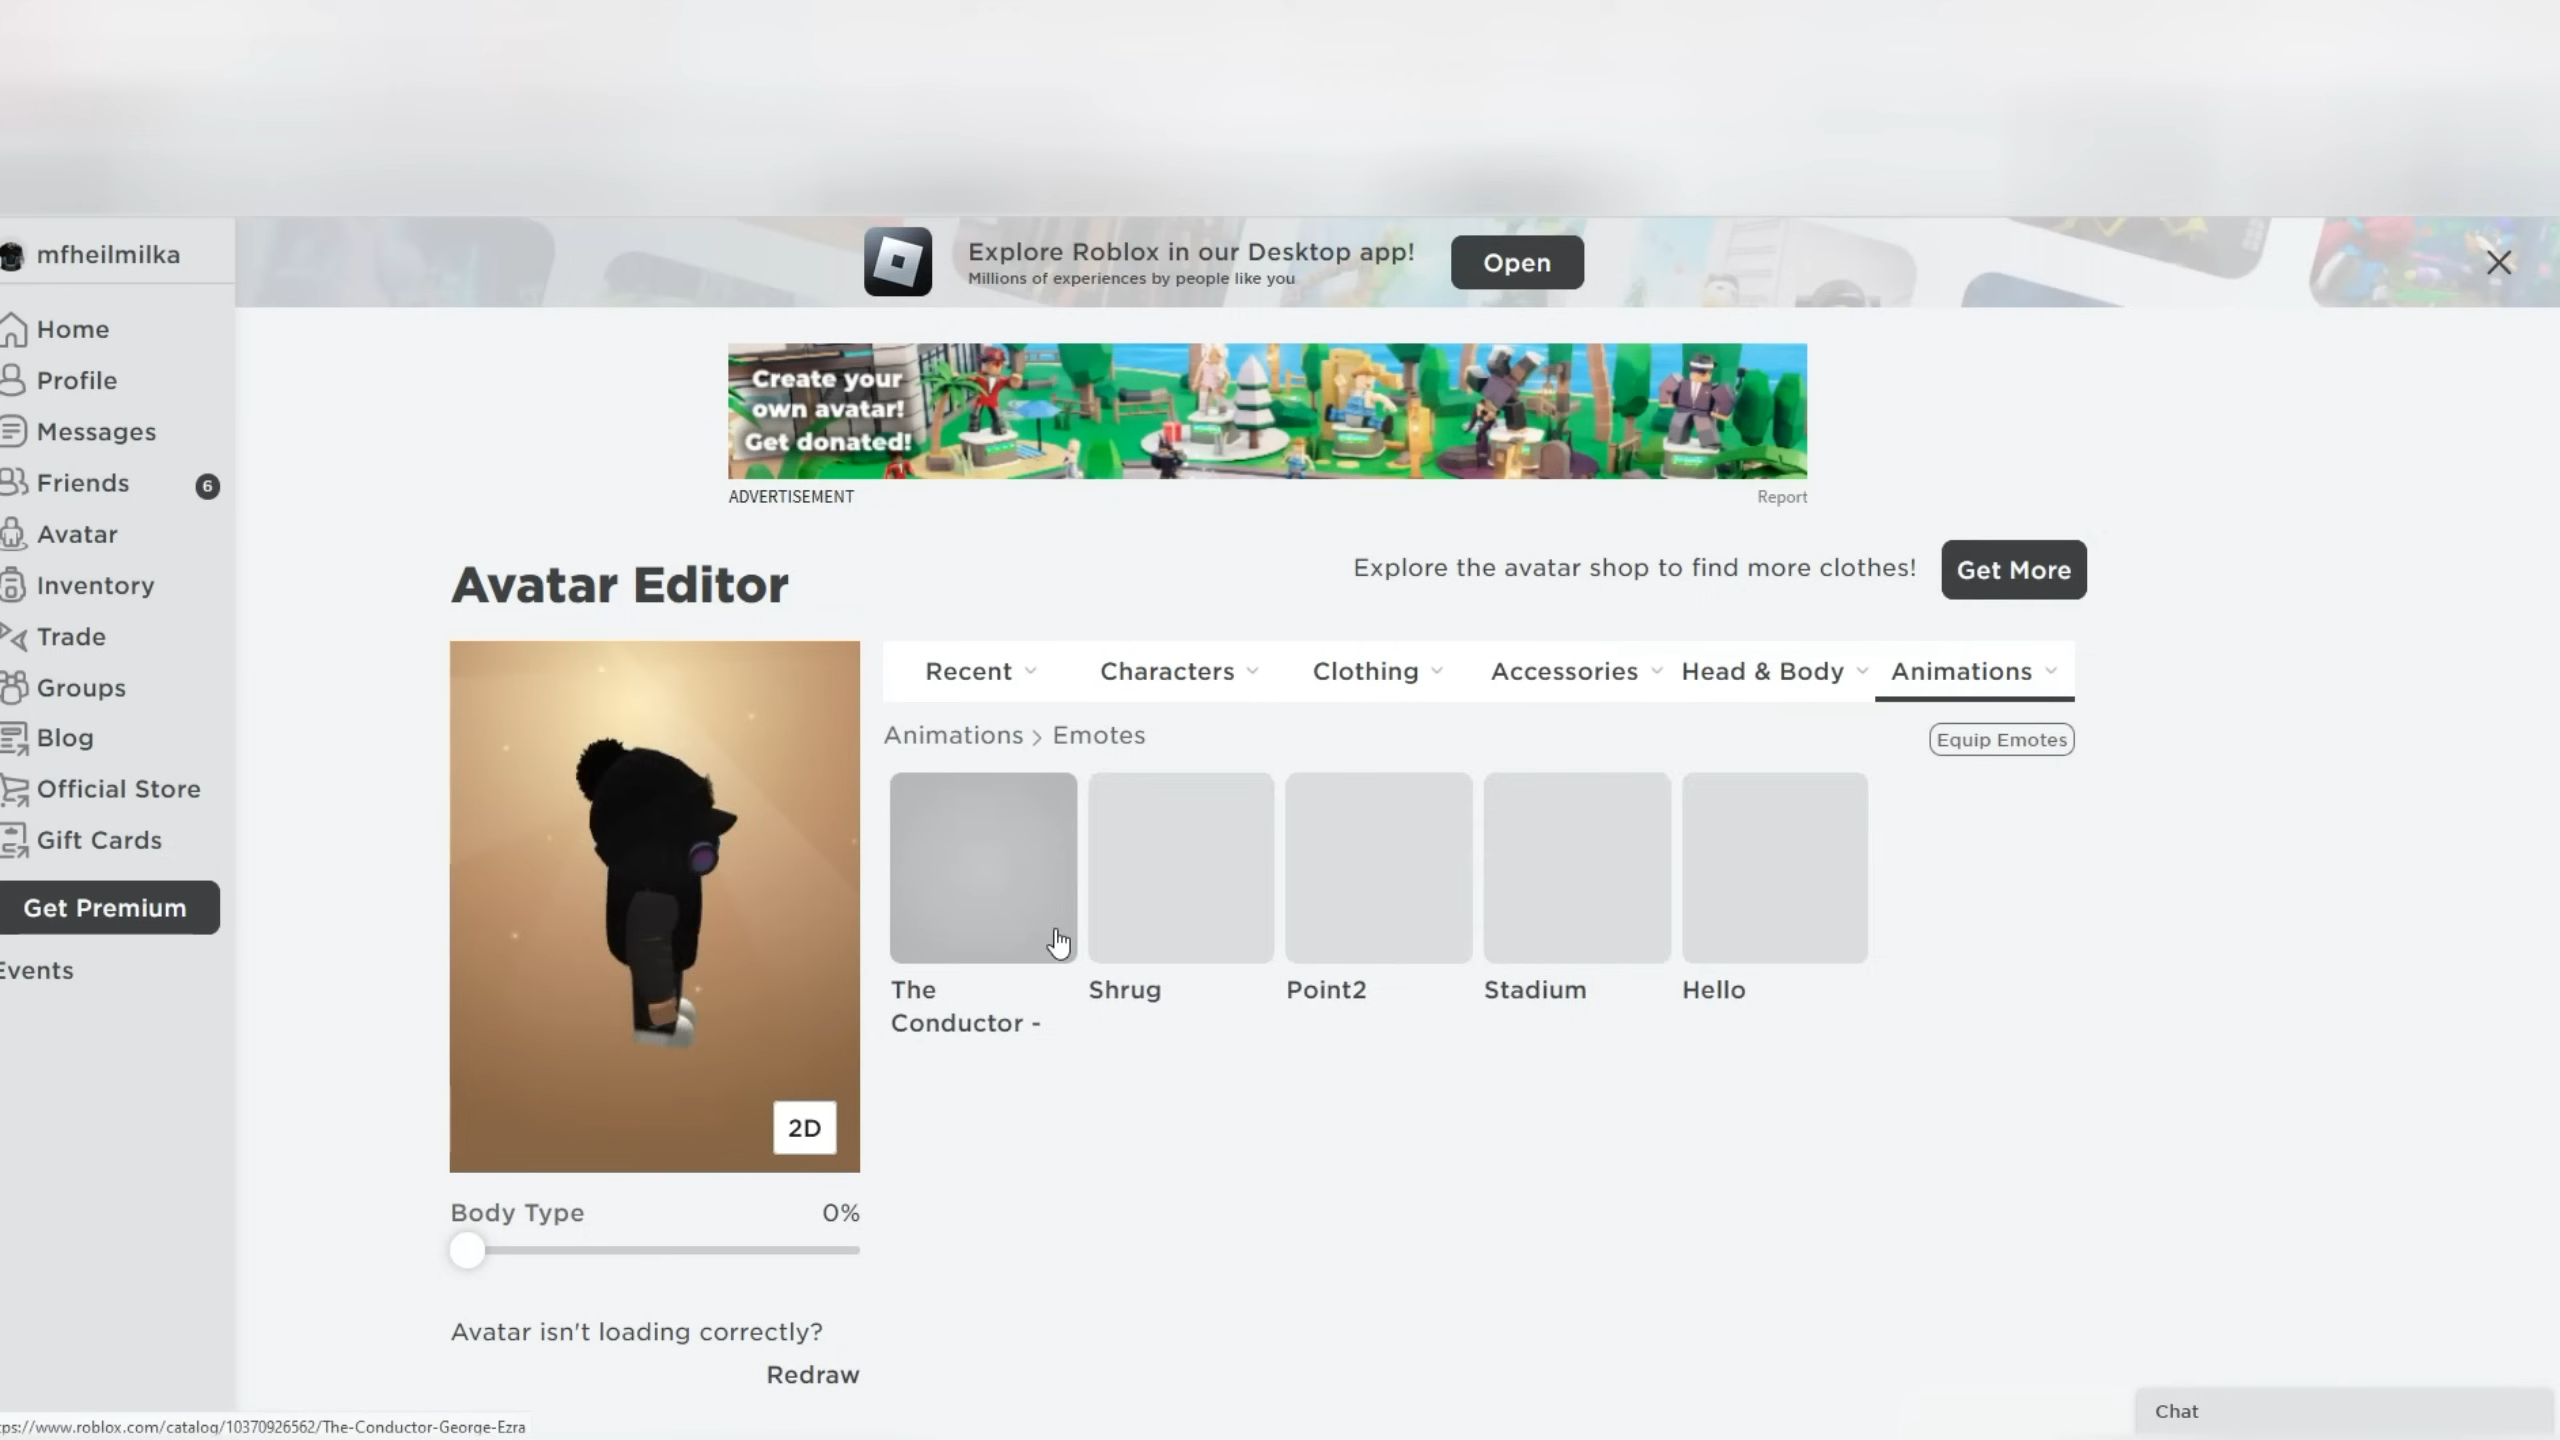 mfheilmilka
Explore Roblox in our Desktop app!
Millions of experiences by people like you
Open
Home
Profile
Messages
Friends
6
Avatar
Inventory
Trade
Groups
Blog
Official Store
Gift Cards
Get Premium
Events
Create your
own avatar!
Get donated!
ADVERTISEMENT
Report
Avatar Editor
Explore the avatar shop to find more clothes!
Get More
Recent
Characters
Clothing
Accessories
Head & Body
Animations
Animations > Emotes
Equip Emotes
The
Conductor -
Shrug
Point2
Stadium
Hello
2D
Body Type
0%
Avatar isn't loading correctly?
Redraw
Chat
tps://www.roblox.com/catalog/10370926562/The-Conductor-George-Ezra